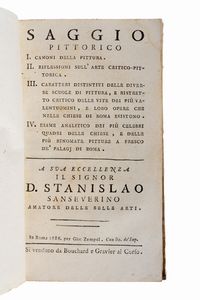 SAGGIO
PITTORICO
I. CANONI DELLA PITTURA.
II. RIFLESSIONI SULL' ARTE CRITICO-PIT-
TORICA.
III. CARATTERI DISTINTIVI DELLE DIVER-
SE SCUOLE DI PITTURA, E RISTRET-
TO CRITICO DELLE VITE DEI PIÙ VA-
LENTUOMINI, E LORO OPERE CHE
NELLE CHIESE DI ROMA ESISTONO.
IV. ESAME ANALITICO DEI PIÙ CELEBRI
QUADRI DELLE CHIESE, E DELLE
PIÙ RINOMATE PITTURE A FRESCO
DE' PALAGJ DI ROMA.
A SUA ECCELLENZA
IL SIGNOR
D. STANISLAO
SANSEVERINO
AMATORE DELLE BELLE ARTI.
In Roma 1786. per Gio: Zempel. Con lic. de' Sup.
Si vendono da Bouchard e Gravier al Corso.